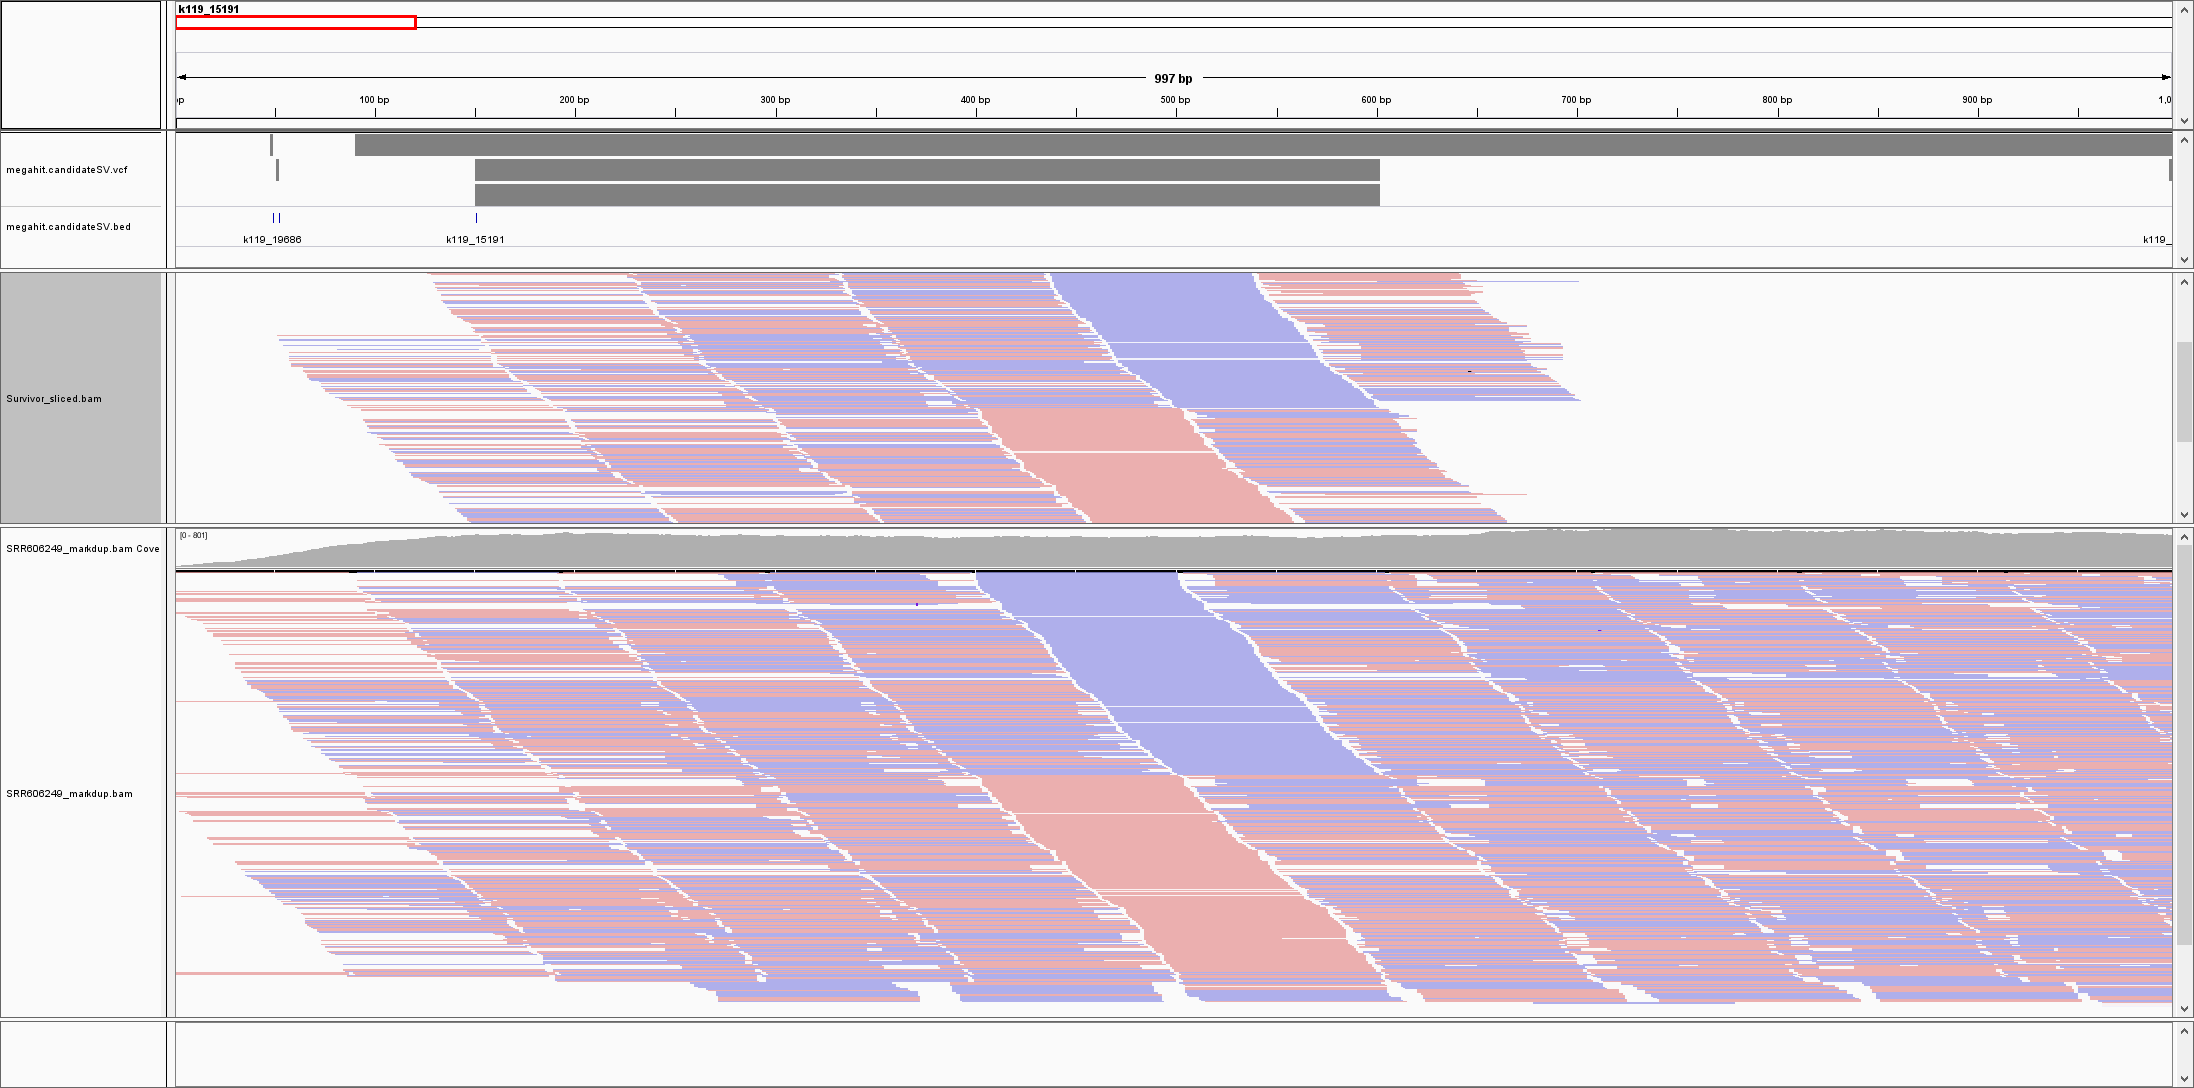 k119_15191
997 bp
100 bp
200 bp
300 bp
400 bp
500 bp
600 bp
700 bp
800 bp
900 bp
1,0
megahit.candidateSV.vcf
megahit.candidateSV.bed
k119_19686
k119_15191
k119_
Survivor_sliced.bam
SRR606249_markdup.bam Cove
[0 - 801]
SRR606249_markdup.bam